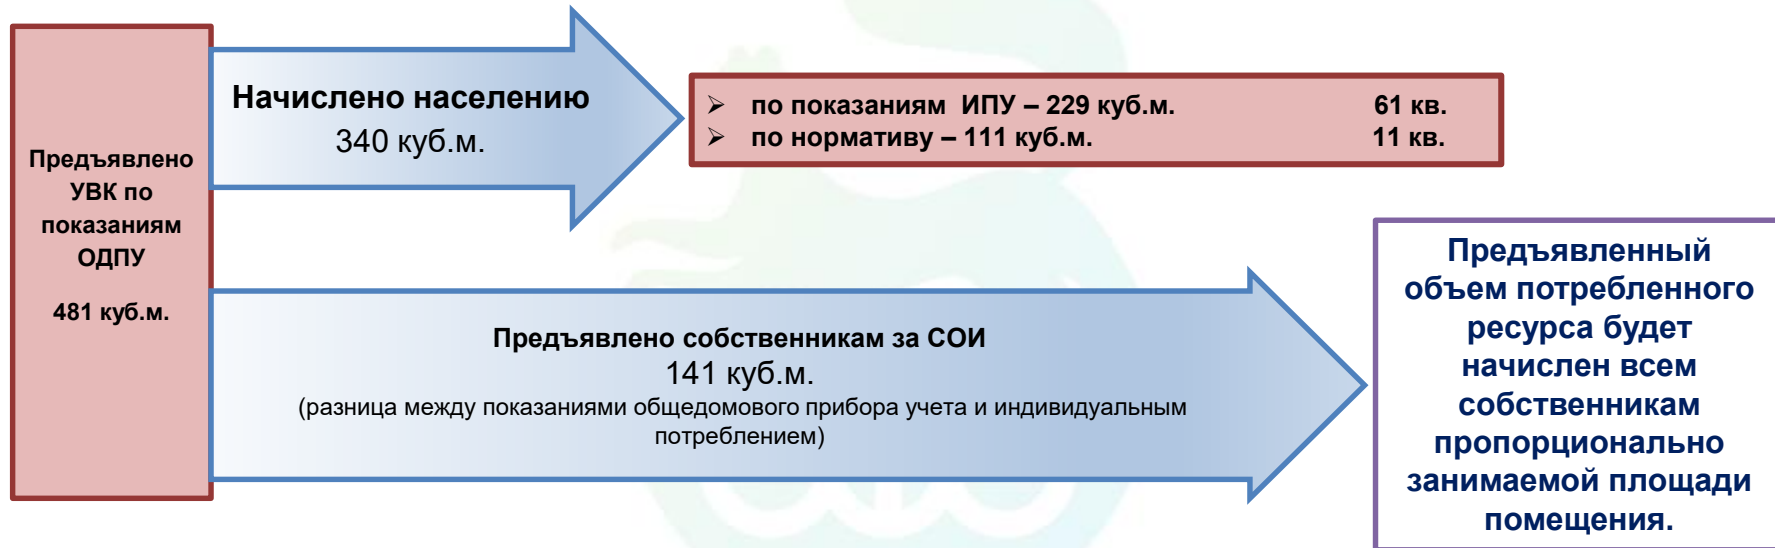 Предъявлено
УВК по
показаниям
ОДПУ
481 куб.м.
Начислено населению
340 куб.м.
➢ по показаниям ИПУ – 229 куб.м. 61 кв.
➢ по нормативу – 111 куб.м. 11 кв.
Предъявлено собственникам за СОИ
141 куб.м.
(разница между показаниями общедомового прибора учета и индивидуальным
потреблением)
Предъявленный
объем потребленного
ресурса будет
начислен всем
собственникам
пропорционально
занимаемой площади
помещения.